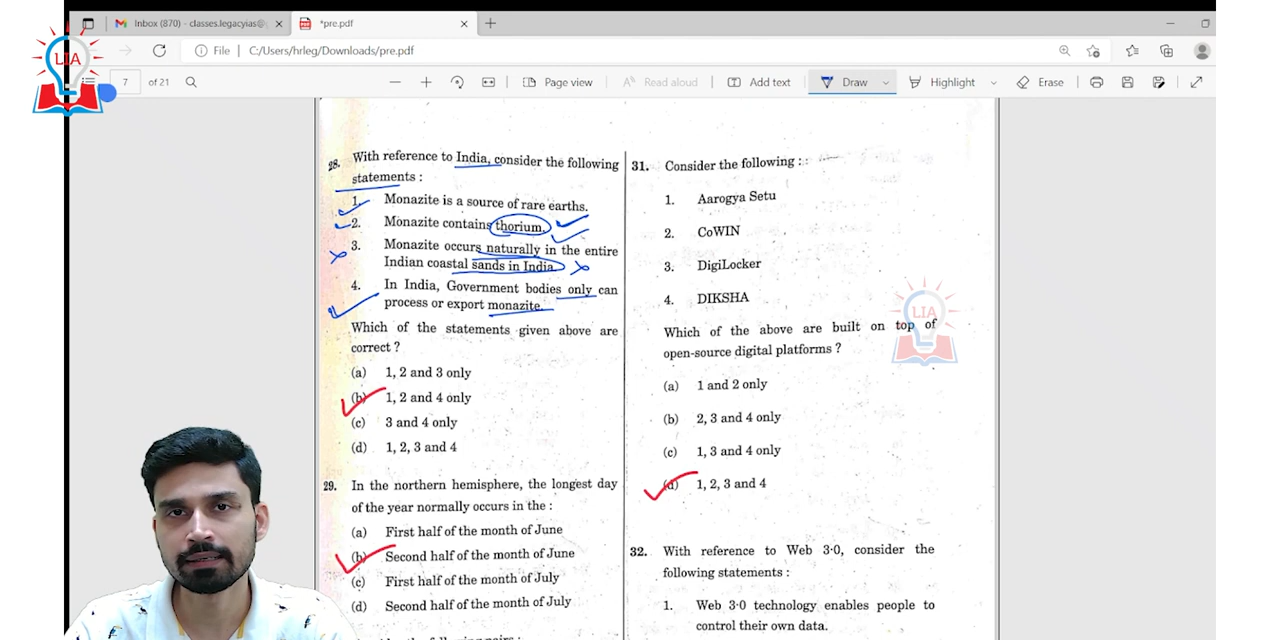 Inbox (870) - classes.legacyias@
*pre.pdf
File
C:/Users/hrleg/Downloads/pre.pdf
7
of 21
Page view
Read aloud
Add text
Draw
Highlight
Erase
LIA
28. With reference to India, consider the following
statements :
1. Monazite is a source of rare earths.
2. Monazite contains thorium.
3. Monazite occurs naturally in the entire
Indian coastal sands in India.
4. In India, Government bodies only can
process or export monazite.
Which of the statements given above are
correct ?
(a) 1, 2 and 3 only
(b) 1, 2 and 4 only
(c) 3 and 4 only
(d) 1, 2, 3 and 4
29. In the northern hemisphere, the longest day
of the year normally occurs in the :
(a) First half of the month of June
(b) Second half of the month of June
(c) First half of the month of July
(d) Second half of the month of July
31. Consider the following :
1. Aarogya Setu
2. CoWIN
3. DigiLocker
4. DIKSHA
Which of the above are built on top of
open-source digital platforms ?
(a) 1 and 2 only
(b) 2, 3 and 4 only
(c) 1, 3 and 4 only
(d) 1, 2, 3 and 4
32. With reference to Web 3·0, consider the
following statements :
1. Web 3·0 technology enables people to
control their own data.
LIA